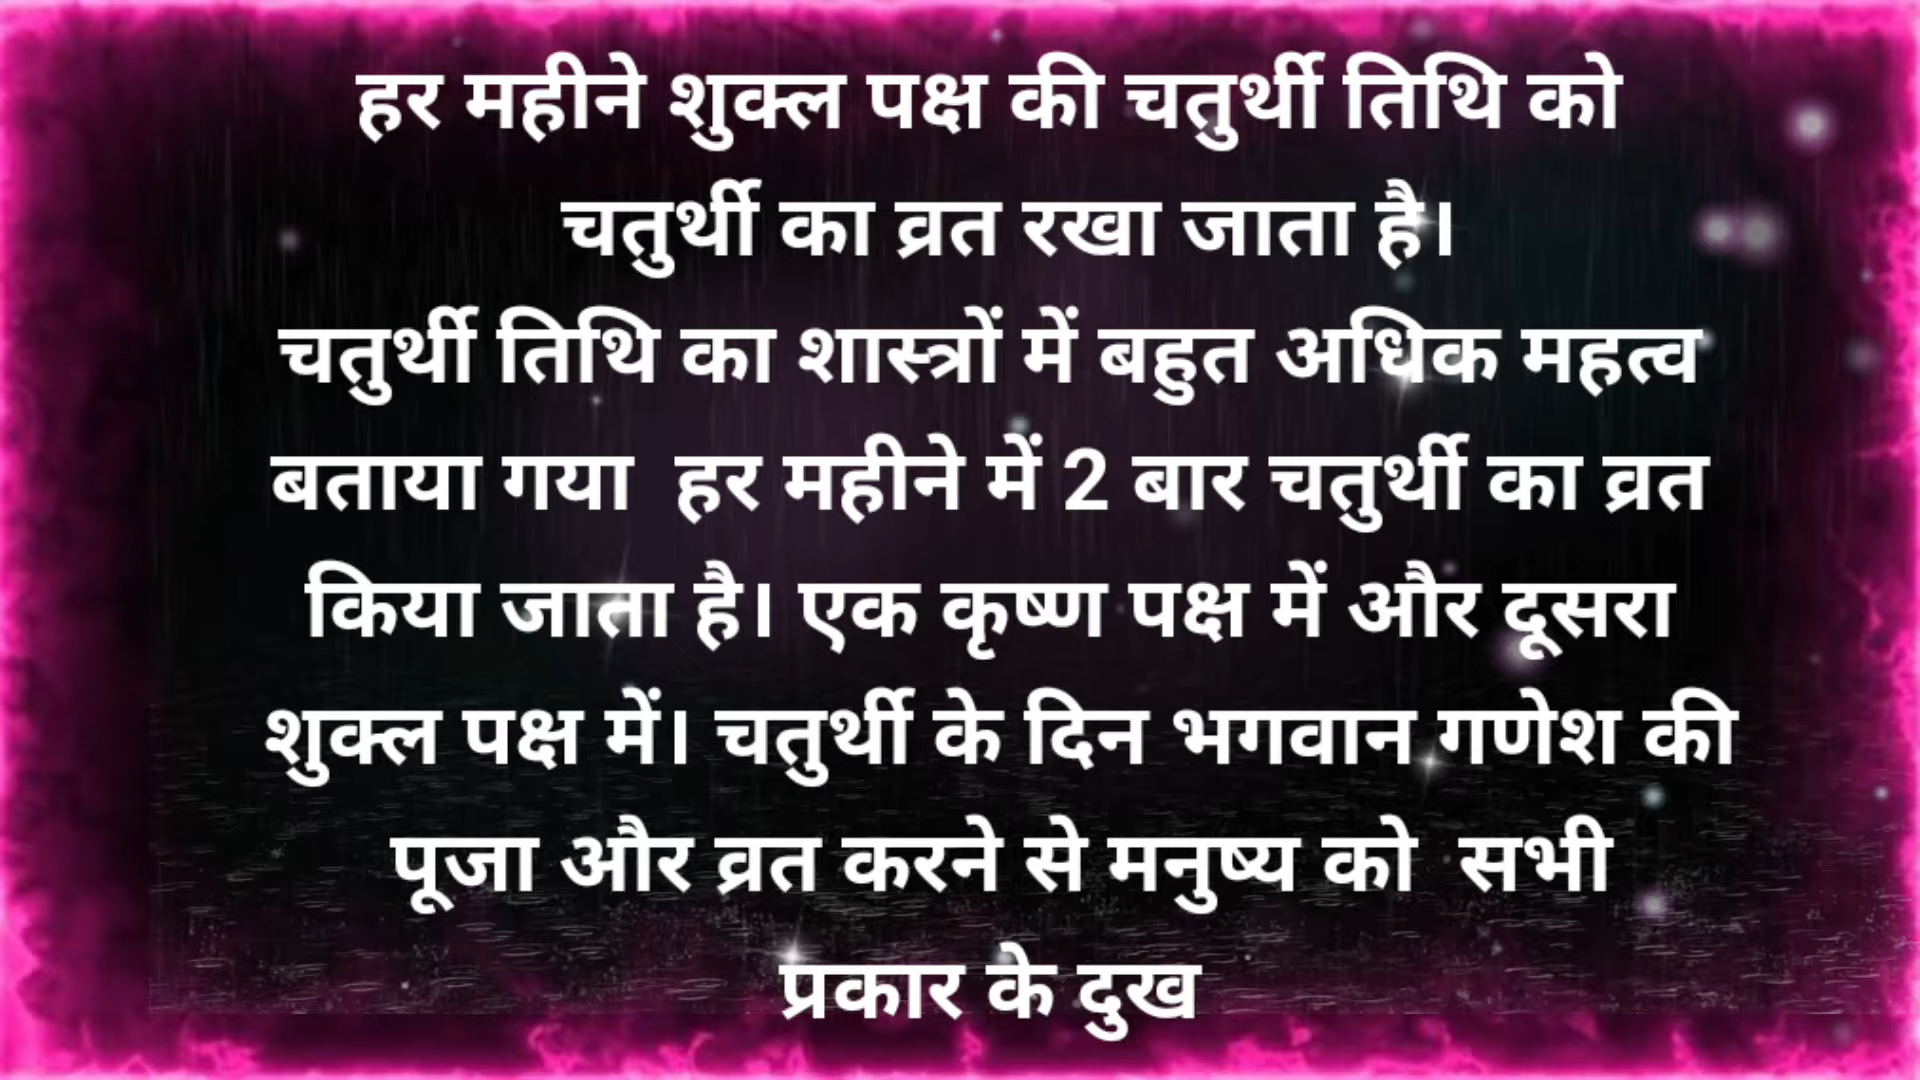 हर महीने शुक्ल पक्ष की चतुर्थी तिथि को
चतुर्थी का व्रत रखा जाता है।
चतुर्थी तिथि का शास्त्रों में बहुत अधिक महत्व
बताया गया  हर महीने में 2 बार चतुर्थी का व्रत
किया जाता है। एक कृष्ण पक्ष में और दूसरा
शुक्ल पक्ष में। चतुर्थी के दिन भगवान गणेश की
पूजा और व्रत करने से मनुष्य को  सभी
प्रकार के दुख